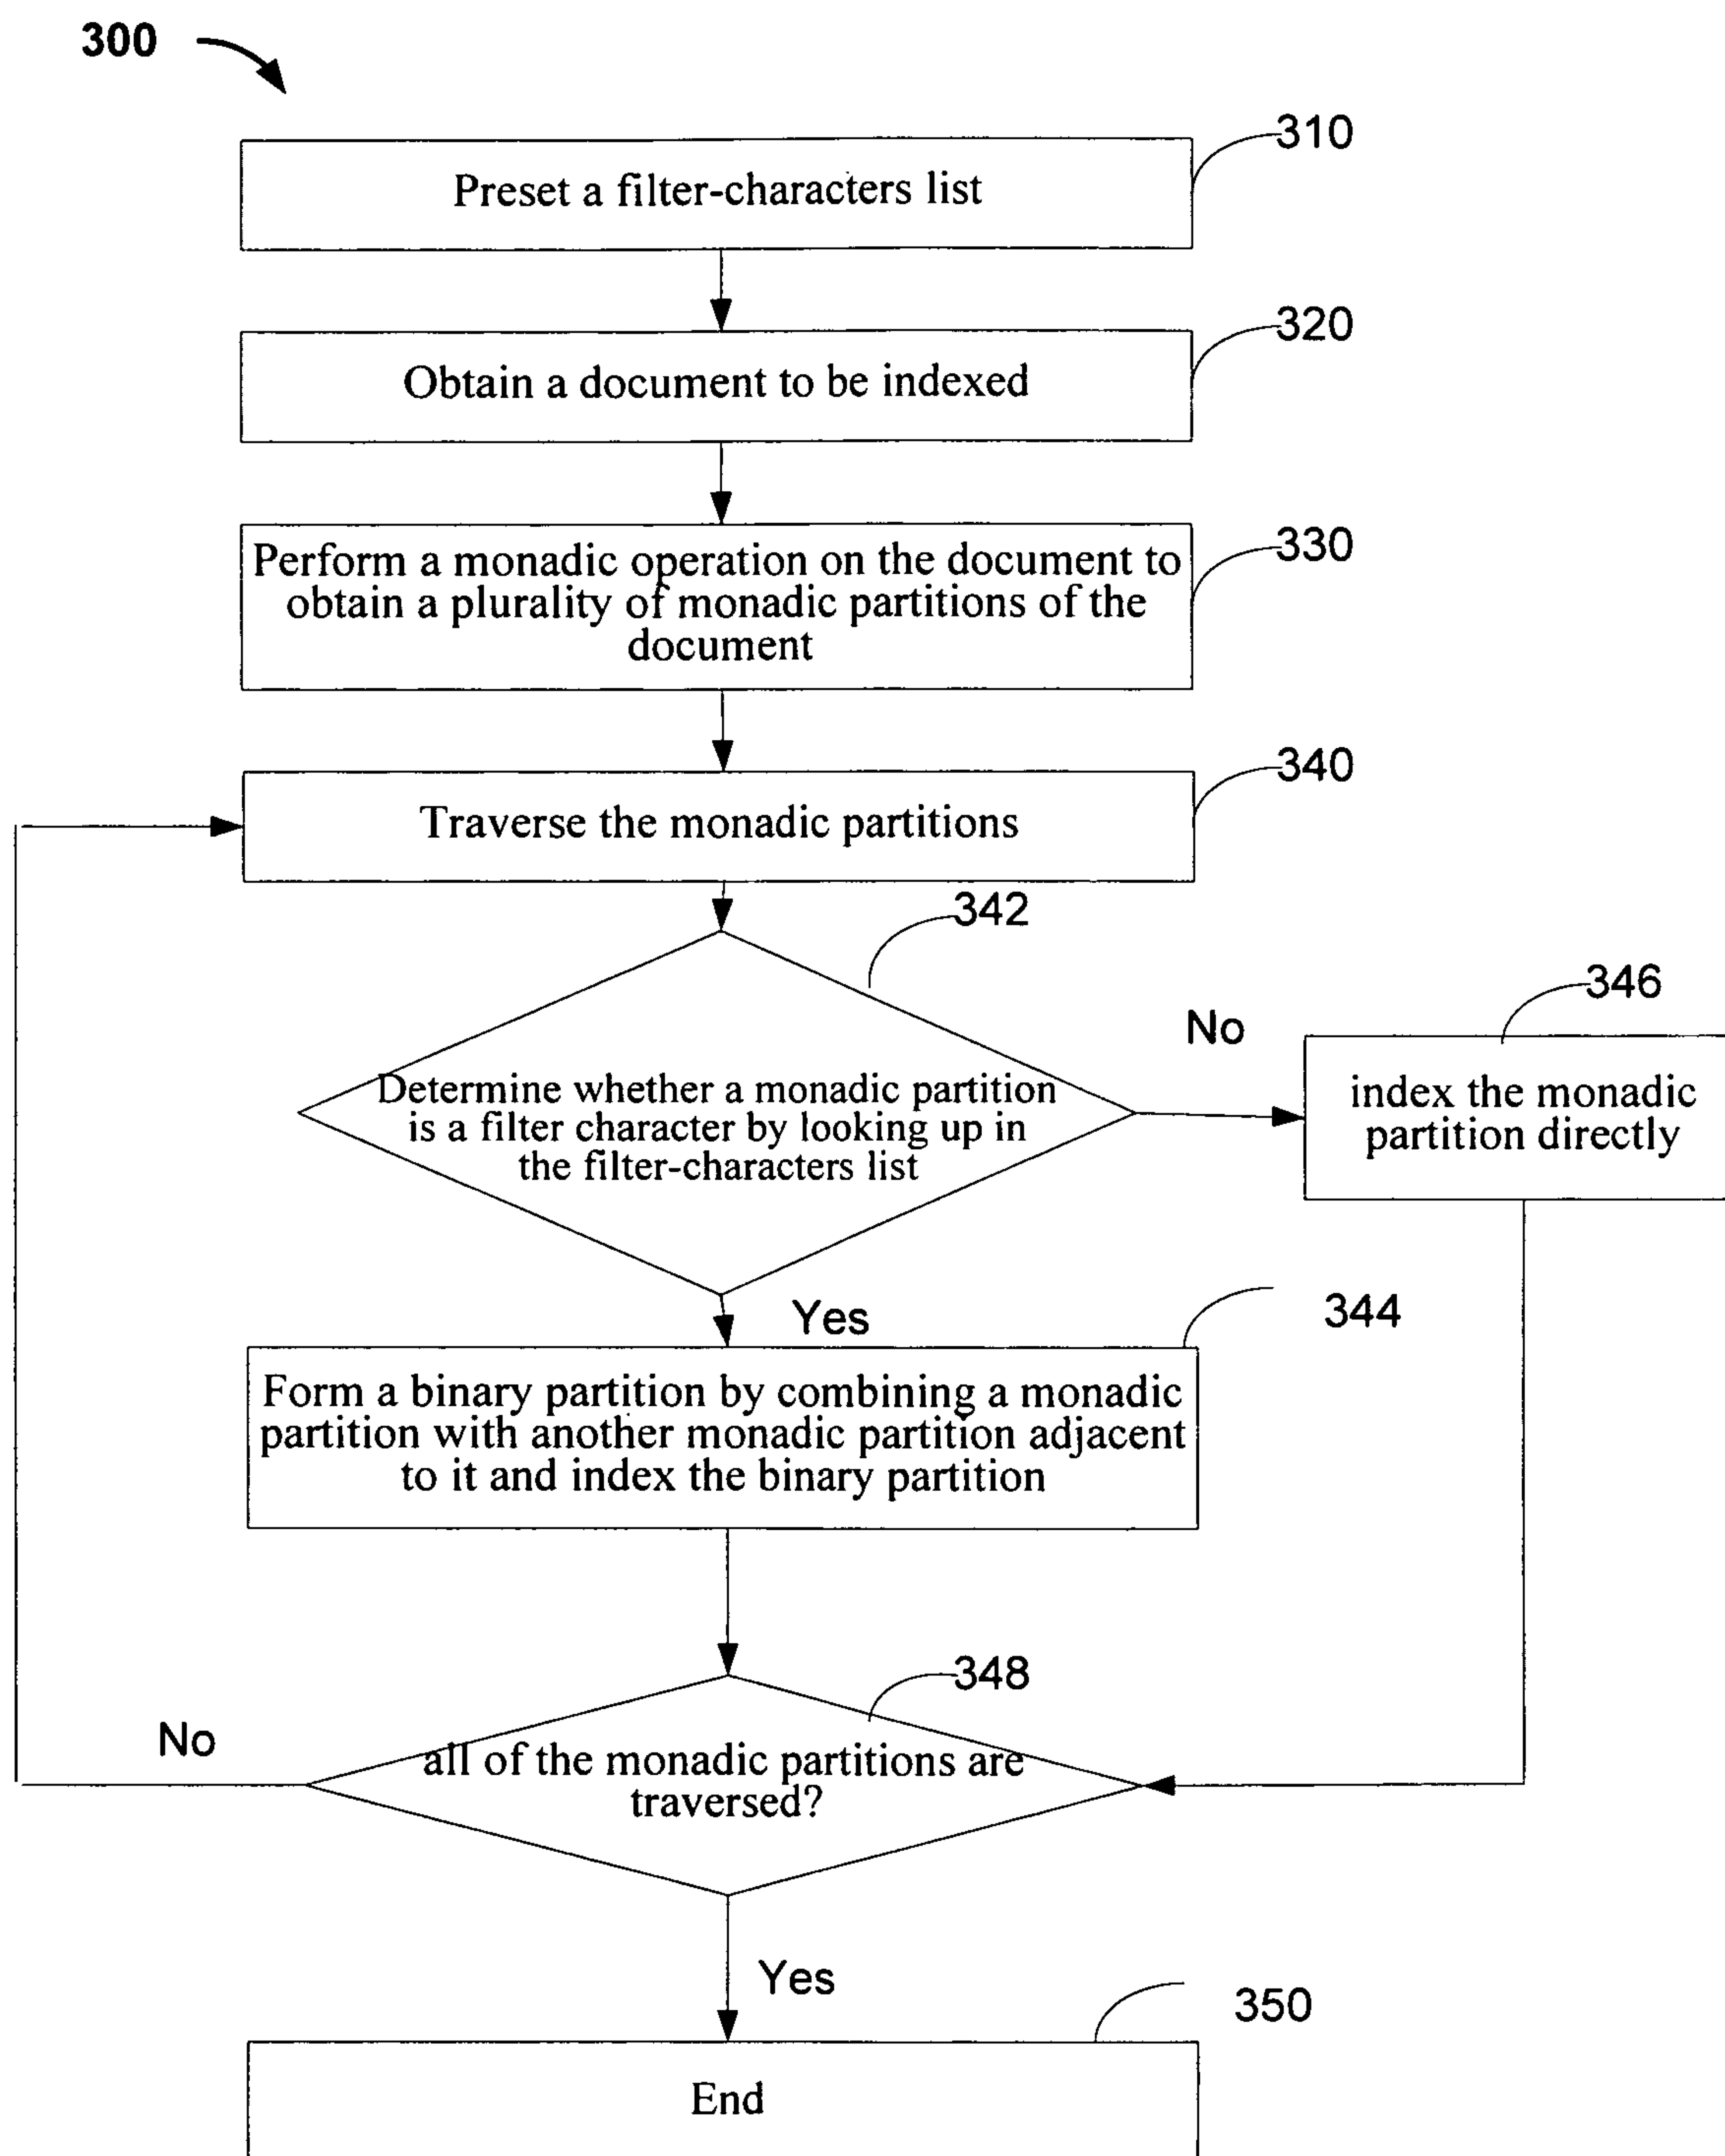 300
310
Preset a filter-characters list
320
Obtain a document to be indexed
330
Perform a monadic operation on the document to
obtain a plurality of monadic partitions of the
document
340
Traverse the monadic partitions
342
346
No
Determine whether a monadic partition
is a filter character by looking up in
the filter-characters list
index the monadic
partition directly
Yes
344
Form a binary partition by combining a monadic
partition with another monadic partition adjacent
to it and index the binary partition
348
No
all of the monadic partitions are
traversed?
Yes
350
End